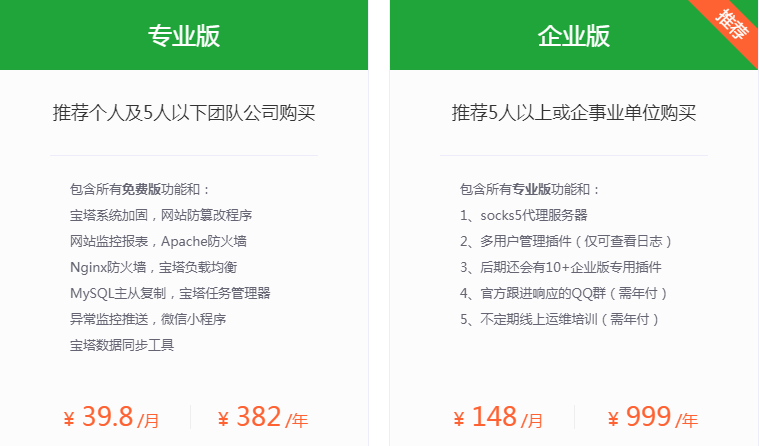 专业版
推荐个人及5人以下团队公司购买
包含所有免费版功能和：
宝塔系统加固，网站防篡改程序
网站监控报表，Apache防火墙
Nginx防火墙，宝塔负载均衡
MySQL主从复制，宝塔任务管理器
异常监控推送，微信小程序
宝塔数据同步工具
¥ 39.8 /月
¥ 382 /年
企业版
推荐
推荐5人以上或企事业单位购买
包含所有专业版功能和：
1、socks5代理服务器
2、多用户管理插件（仅可查看日志）
3、后期还会有10+企业版专用插件
4、官方跟进响应的QQ群（需年付）
5、不定期线上运维培训（需年付）
¥ 148 /月
¥ 999 /年